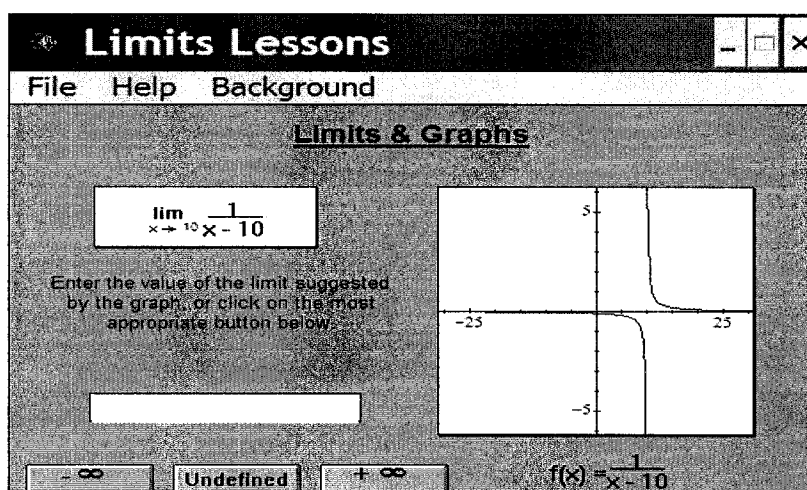 Limits Lessons
File Help Background
Limits & Graphs
lim 1
x→ 10 x - 10
Enter the value of the limit suggested
by the graph, or click on the most
appropriate button below.
5
-25 25
-5
- ∞ Undefined + ∞
f(x) = 1
x - 10